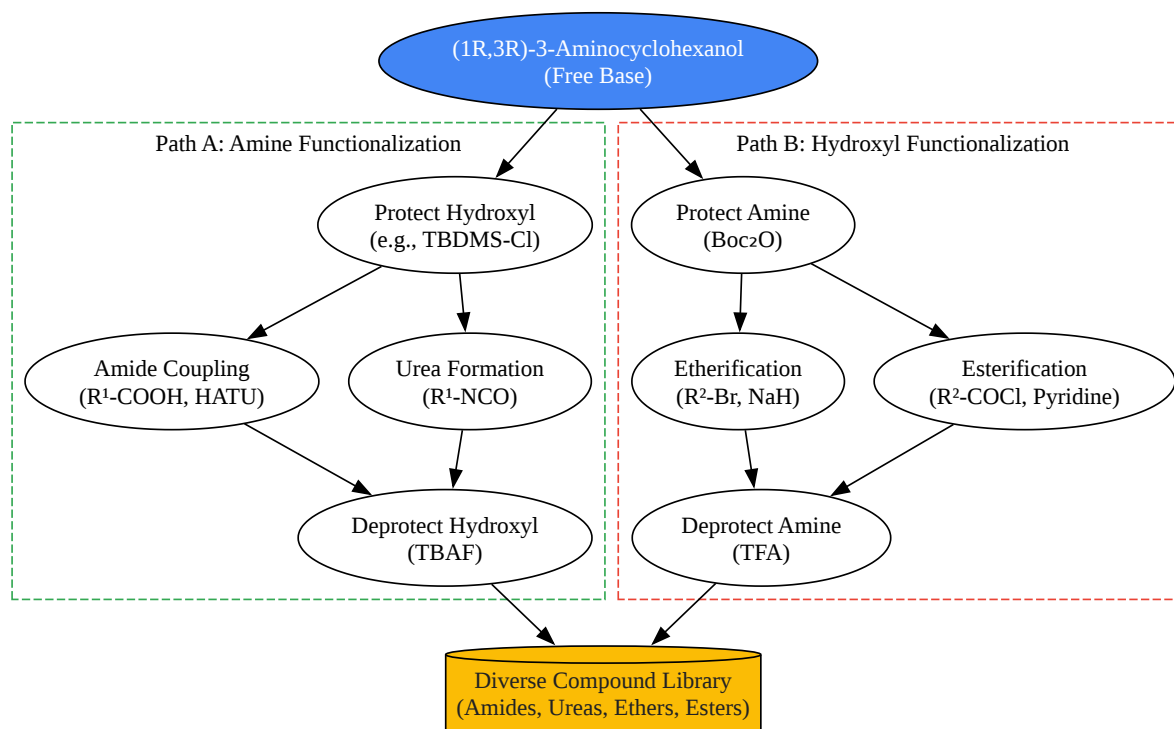 (1R,3R)-3-Aminocyclohexanol
(Free Base)
Path A: Amine Functionalization
Path B: Hydroxyl Functionalization
Protect Hydroxyl
(e.g., TBDMS-Cl)
Protect Amine
(Boc₂O)
Amide Coupling
(R¹-COOH, HATU)
Urea Formation
(R¹-NCO)
Etherification
(R²-Br, NaH)
Esterification
(R²-COCl, Pyridine)
Deprotect Hydroxyl
(TBAF)
Deprotect Amine
(TFA)
Diverse Compound Library
(Amides, Ureas, Ethers, Esters)